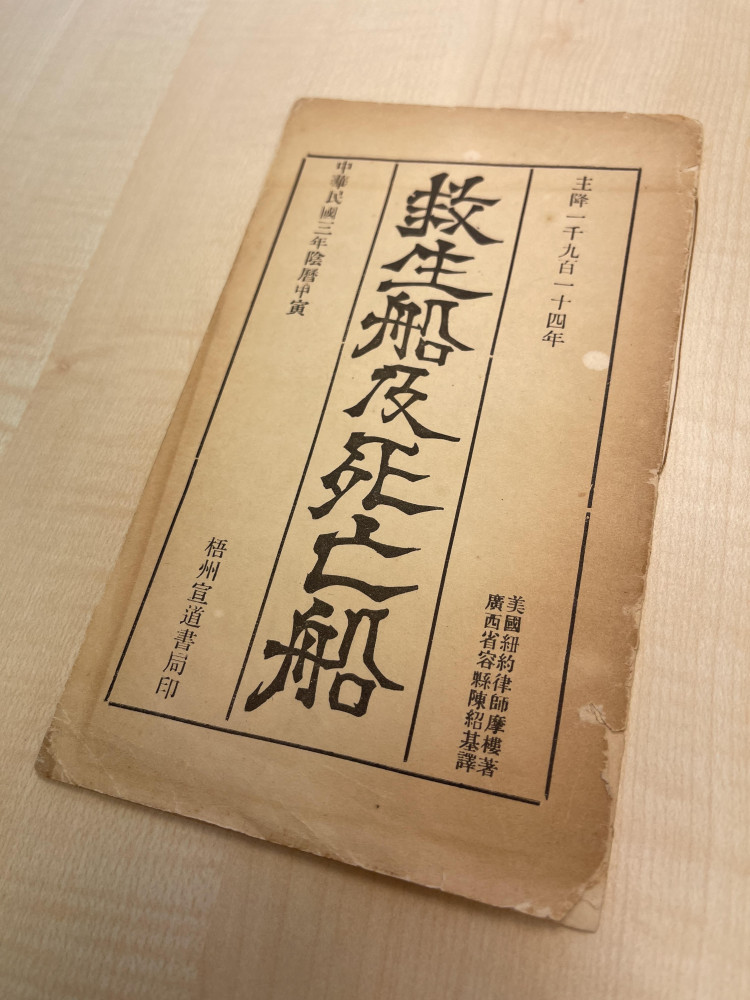 主降一千九百一十四年
美國紐約律師摩樓著
廣西省容縣陳紹基譯
救生船及死亡船
中華民國三年陰曆甲寅
梧州宣道書局印